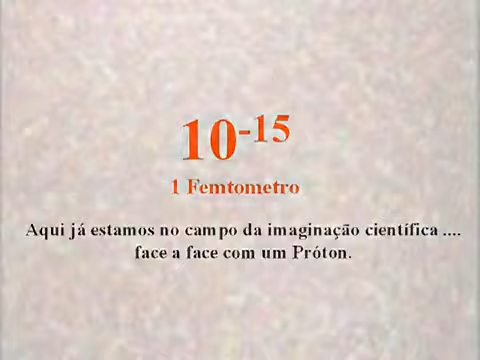 10-15
1 Femtometro
Aqui já estamos no campo da imaginação científica ....
face a face com um Próton.